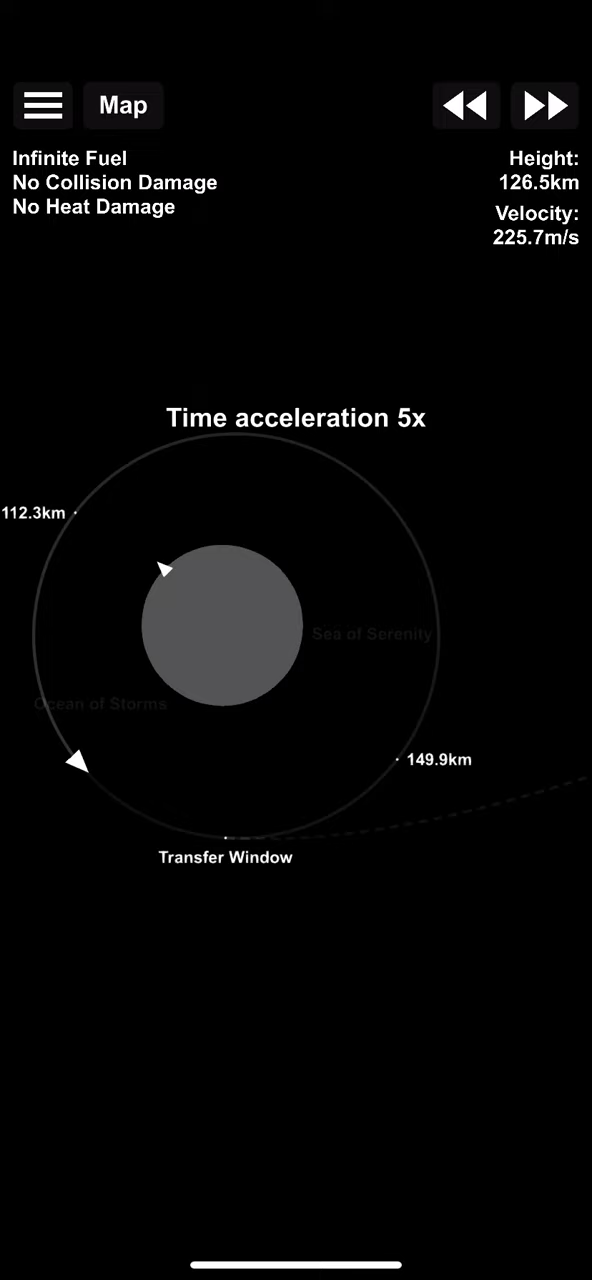 Map
Infinite Fuel
No Collision Damage
No Heat Damage
Height:
126.5km
Velocity:
225.7m/s
Time acceleration 5x
112.3km
Sea of Serenity
Ocean of Storms
149.9km
Transfer Window